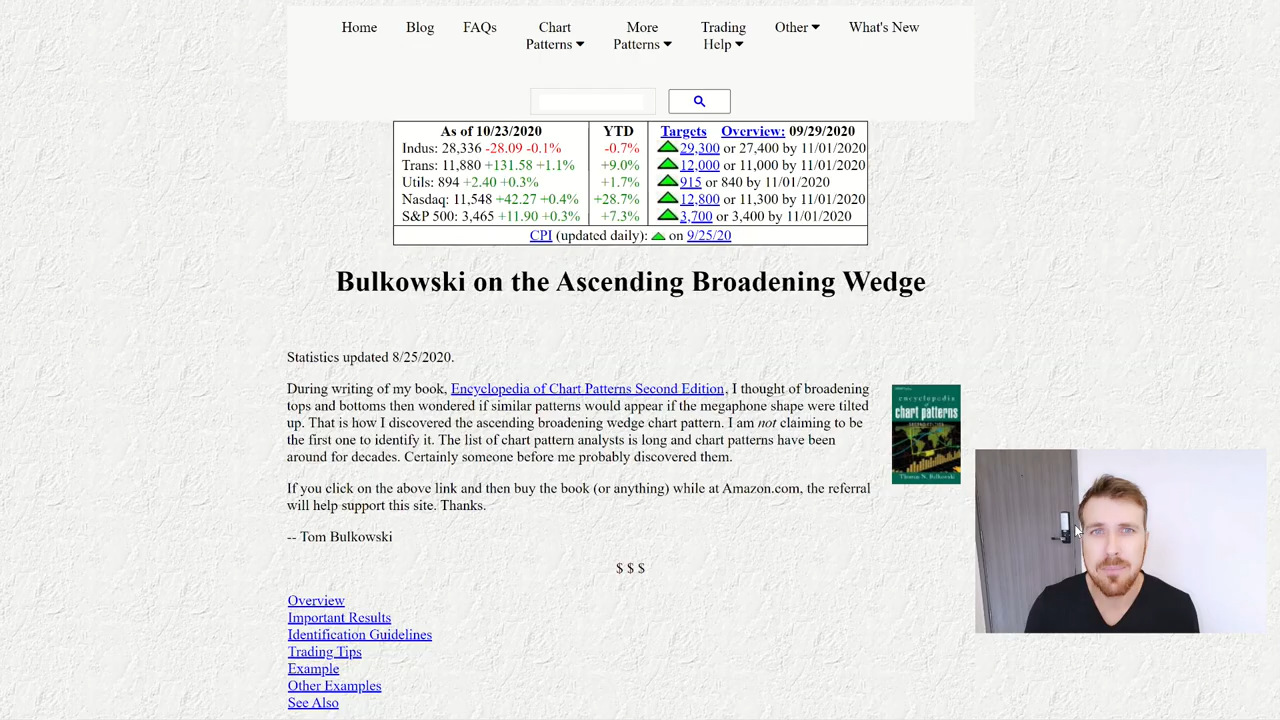 Home
Blog
FAQs
Chart
Patterns
More
Patterns
Trading
Help
Other
What's New
As of 10/23/2020
YTD
Targets Overview: 09/29/2020
Indus: 28,336 -28.09 -0.1% -0.7% 29,300 or 27,400 by 11/01/2020
Trans: 11,880 +131.58 +1.1% +9.0% 12,000 or 11,000 by 11/01/2020
Utils: 894 +2.40 +0.3% +1.7% 915 or 840 by 11/01/2020
Nasdaq: 11,548 +42.27 +0.4% +28.7% 12,800 or 11,300 by 11/01/2020
S&P 500: 3,465 +11.90 +0.3% +7.3% 3,700 or 3,400 by 11/01/2020
CPI (updated daily): on 9/25/20
Bulkowski on the Ascending Broadening Wedge
Statistics updated 8/25/2020.
During writing of my book, Encyclopedia of Chart Patterns Second Edition, I thought of broadening
tops and bottoms then wondered if similar patterns would appear if the megaphone shape were tilted
up. That is how I discovered the ascending broadening wedge chart pattern. I am not claiming to be
the first one to identify it. The list of chart pattern analysts is long and chart patterns have been
around for decades. Certainly someone before me probably discovered them.
encyclopedia
chart patterns
If you click on the above link and then buy the book (or anything) while at Amazon.com, the referral
will help support this site. Thanks.
-- Tom Bulkowski
$ $ $
Overview
Important Results
Identification Guidelines
Trading Tips
Example
Other Examples
See Also